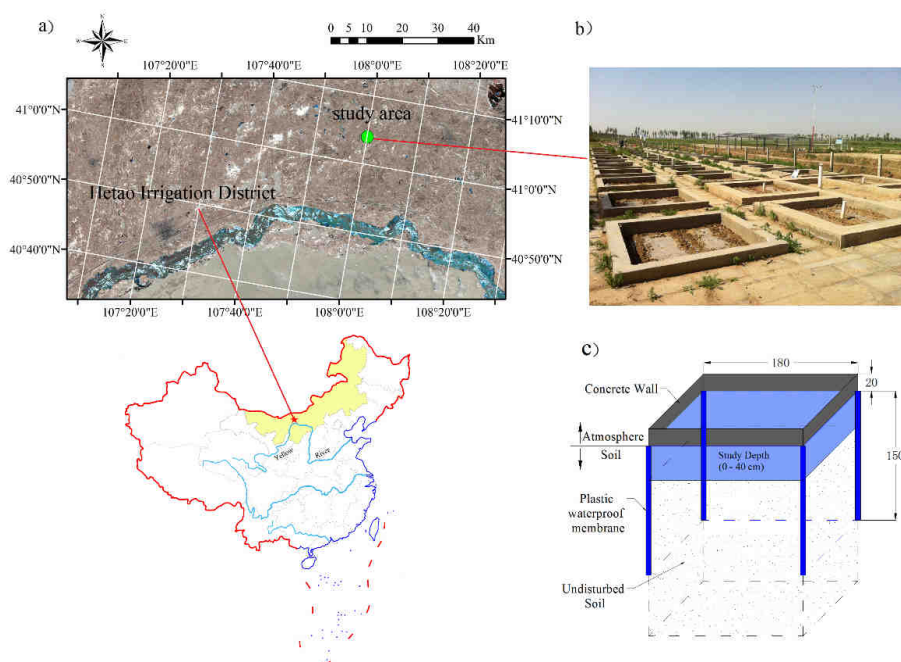 a)
0 5 10 20 30 40
Km
107°20'0"E 107°40'0"E 108°0'0"E 108°20'0"E
41°0'0"N
40°50'0"N
40°40'0"N
study area
Hetao Irrigation District
41°10'0"N
41°0'0"N
40°50'0"N
107°20'0"E 107°40'0"E 108°0'0"E 108°20'0"E
Yellow River
b)
c)
180
20
150
Concrete Wall
Atmosphere
Soil
Study Depth
(0 - 40 cm)
Plastic
waterproof
membrane
Undisturbed
Soil